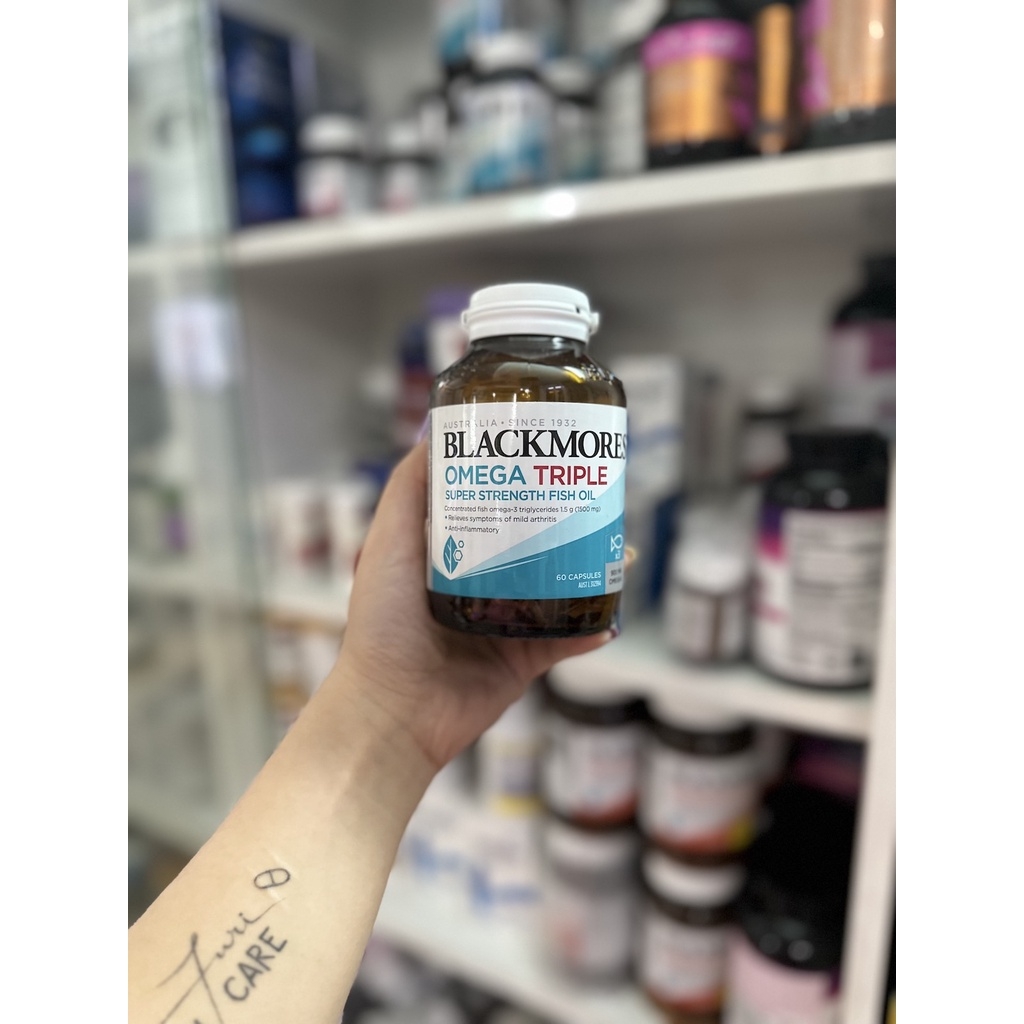 AUSTRALIA • SINCE 1932
BLACKMORES
OMEGA TRIPLE
SUPER STRENGTH FISH OIL
Concentrated fish omega-3 triglycerides 1.5 g (1500 mg)
• Relieves symptoms of mild arthritis
• Anti-inflammatory
60 CAPSULES
CARE